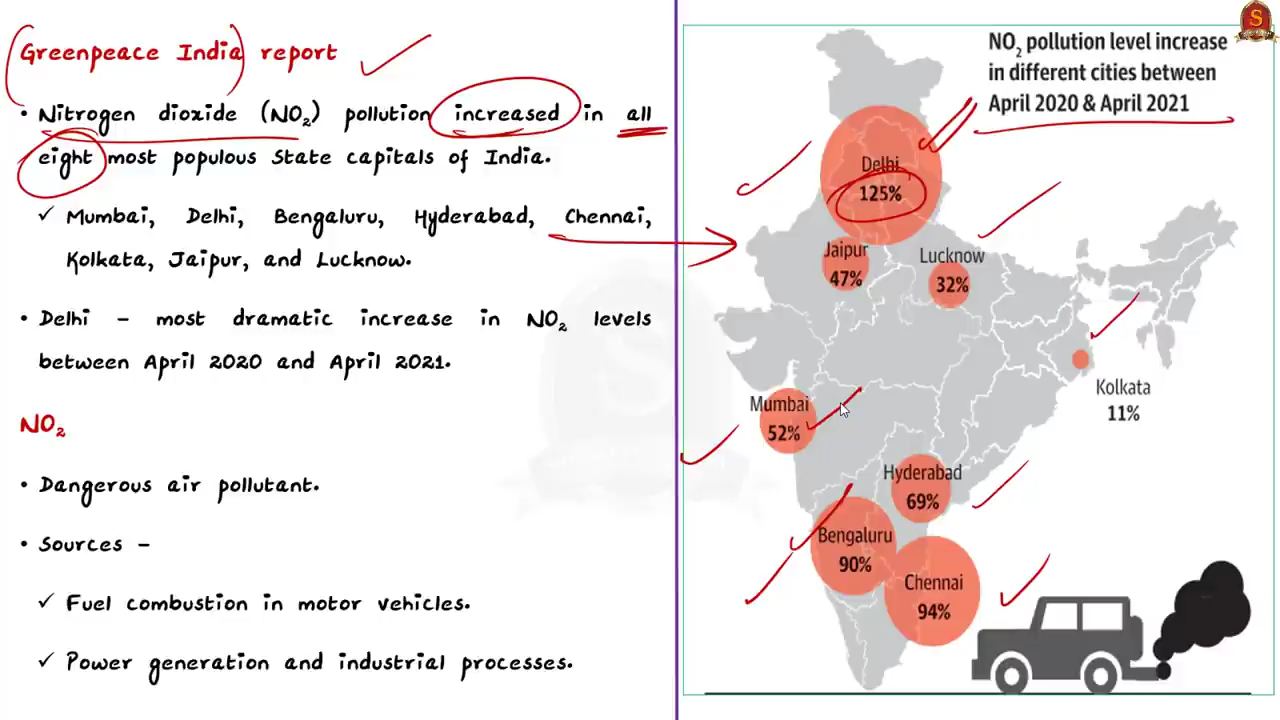 Greenpeace India report
• Nitrogen dioxide (NO₂) pollution increased in all
eight most populous State capitals of India.
✓ Mumbai, Delhi, Bengaluru, Hyderabad, Chennai,
Kolkata, Jaipur, and Lucknow.
• Delhi – most dramatic increase in NO₂ levels
between April 2020 and April 2021.
NO₂
• Dangerous air pollutant.
• Sources –
✓ Fuel combustion in motor vehicles.
✓ Power generation and industrial processes.
NO₂ pollution level increase
in different cities between
April 2020 & April 2021
Delhi
125%
Jaipur
47%
Lucknow
32%
Kolkata
11%
Mumbai
52%
Hyderabad
69%
Bengaluru
90%
Chennai
94%
S